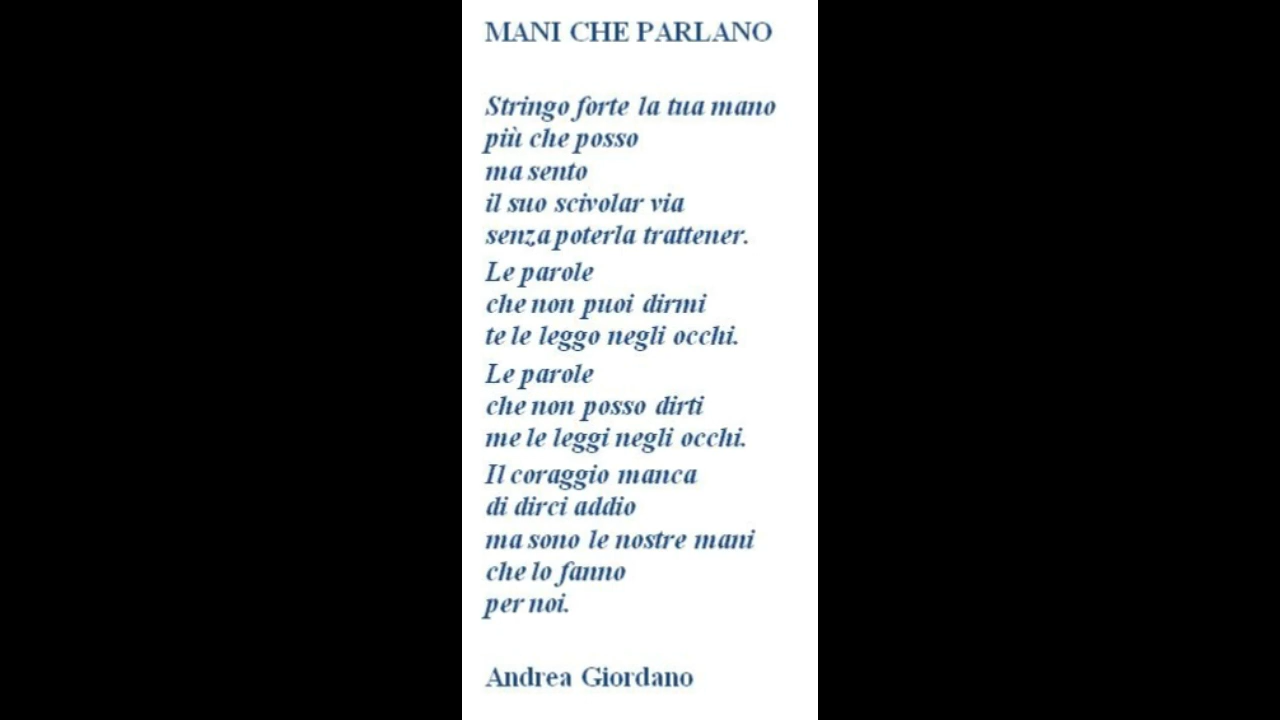 MANI CHE PARLANO
Stringo forte la tua mano
più che posso
ma sento
il suo scivolar via
senza poterla trattener.
Le parole
che non puoi dirmi
te le leggo negli occhi.
Le parole
che non posso dirti
me le leggi negli occhi.
Il coraggio manca
di dirci addio
ma sono le nostre mani
che lo fanno
per noi.
Andrea Giordano